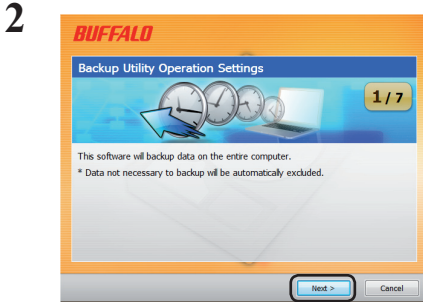 2
BUFFALO
Backup Utility Operation Settings
1/7
This software will backup data on the entire computer.
* Data not necessary to backup will be automatically excluded.
Next > Cancel